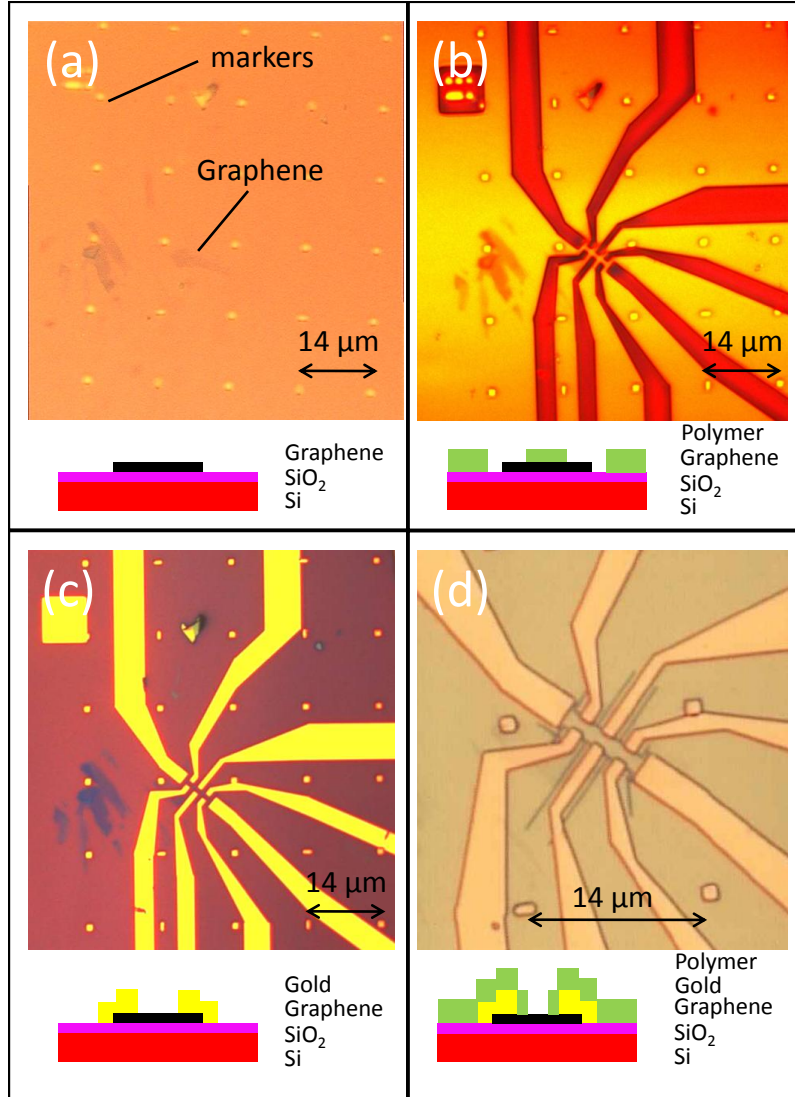 (a)
markers
Graphene
14 µm
Graphene
SiO₂
Si
(b)
14 µm
Polymer
Graphene
SiO₂
Si
(c)
14 µm
Gold
Graphene
SiO₂
Si
(d)
14 µm
Polymer
Gold
Graphene
SiO₂
Si